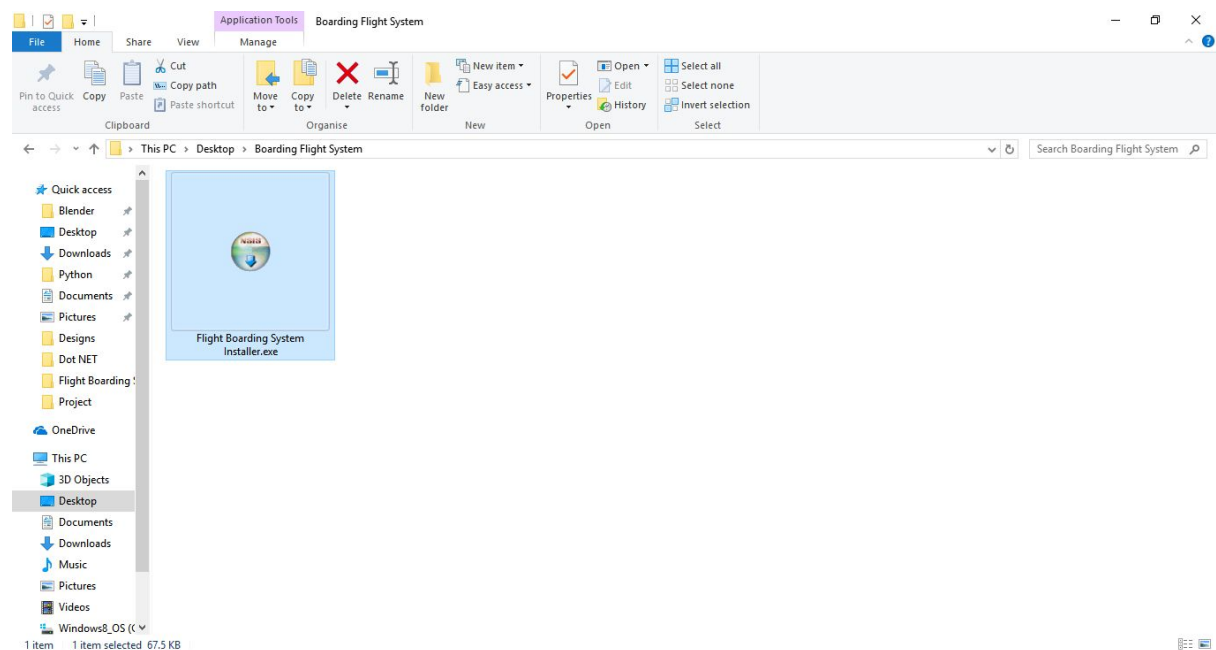 Application Tools Boarding Flight System
File Home Share View Manage
Pin to Quick access
Copy
Paste
Cut
Copy path
Paste shortcut
Clipboard
Move to
Copy to
Delete
Rename
Organise
New folder
New item
Easy access
New
Properties
Open
Edit
History
Open
Select all
Select none
Invert selection
Select
This PC > Desktop > Boarding Flight System
Search Boarding Flight System
Quick access
Blender
Desktop
Downloads
Python
Documents
Pictures
Designs
Dot NET
Flight Boarding
Project
OneDrive
This PC
3D Objects
Desktop
Documents
Downloads
Music
Pictures
Videos
Windows8_OS (
Flight Boarding System
Installer.exe
1 item 1 item selected 67.5 KB